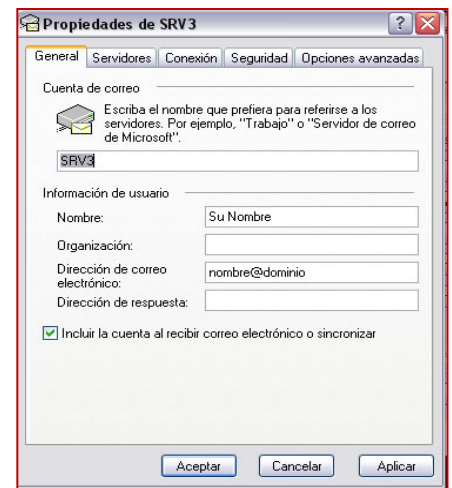 Propiedades de SRV3
General Servidores Conexión Seguridad Opciones avanzadas
Cuenta de correo
Escriba el nombre que prefiera para referirse a los
servidores. Por ejemplo, "Trabajo" o "Servidor de correo
de Microsoft".
SRV3
Información de usuario
Nombre: Su Nombre
Organización:
Dirección de correo
electrónico: nombre@dominio
Dirección de respuesta:
Incluir la cuenta al recibir correo electrónico o sincronizar
Aceptar Cancelar Aplicar